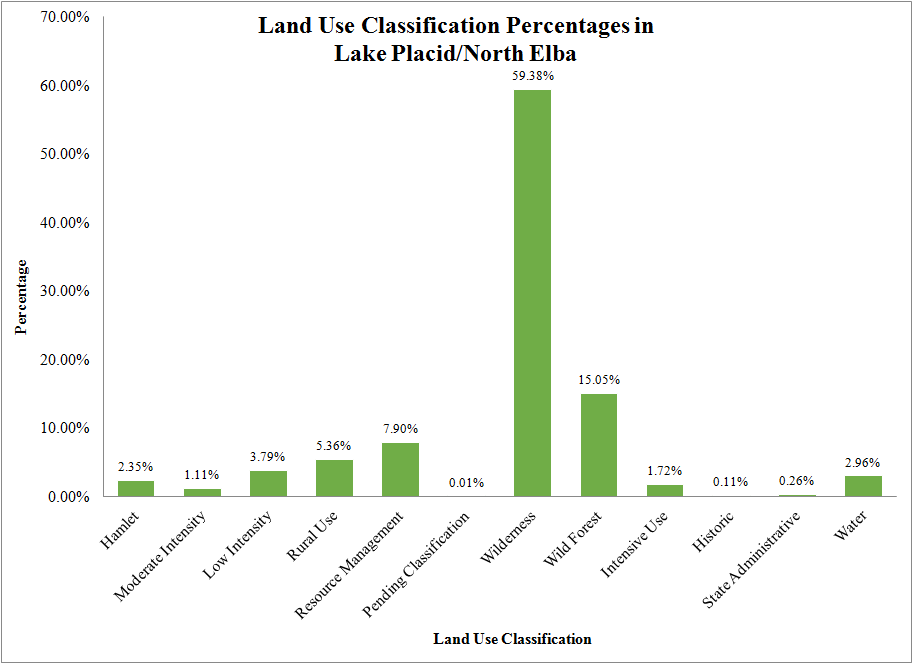 Land Use Classification Percentages in
Lake Placid/North Elba
70.00%
60.00%
50.00%
40.00%
30.00%
20.00%
10.00%
0.00%
Percentage
2.35%
1.11%
3.79%
5.36%
7.90%
0.01%
59.38%
15.05%
1.72%
0.11%
0.26%
2.96%
Hamlet
Moderate Intensity
Low Intensity
Rural Use
Resource Management
Pending Classification
Wilderness
Wild Forest
Intensive Use
Historic
State Administrative
Water
Land Use Classification